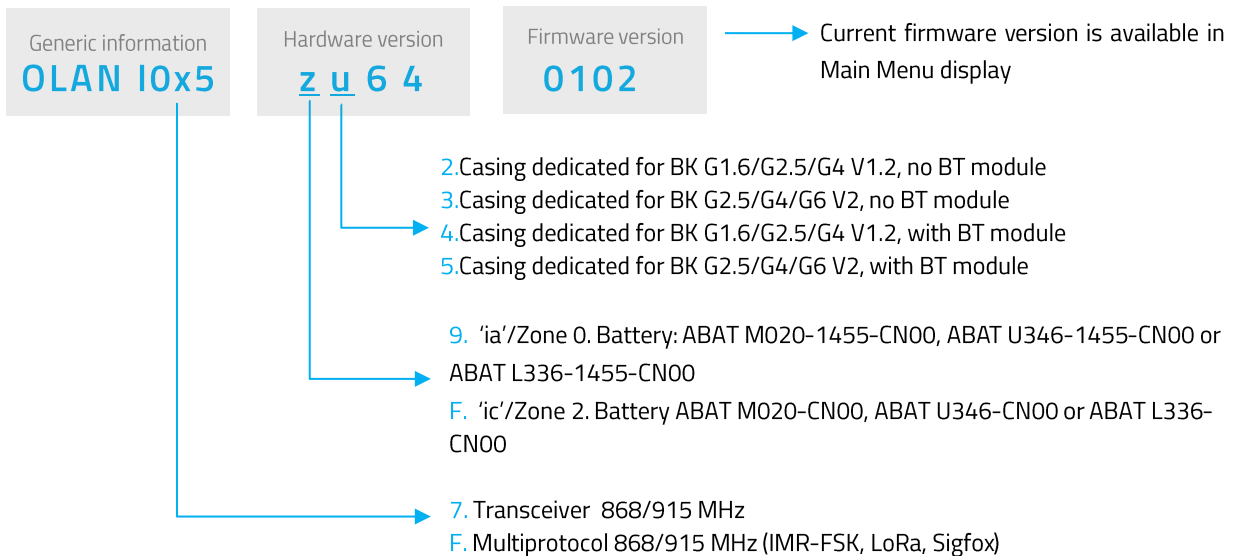 Generic information
OLAN I0x5
Hardware version
z u 6 4
Firmware version
0102
Current firmware version is available in
Main Menu display
2.Casing dedicated for BK G1.6/G2.5/G4 V1.2, no BT module
3.Casing dedicated for BK G2.5/G4/G6 V2, no BT module
4.Casing dedicated for BK G1.6/G2.5/G4 V1.2, with BT module
5.Casing dedicated for BK G2.5/G4/G6 V2, with BT module
9. ‘ia’/Zone 0. Battery: ABAT M020-1455-CN00, ABAT U346-1455-CN00 or
ABAT L336-1455-CN00
F. ‘ic’/Zone 2. Battery ABAT M020-CN00, ABAT U346-CN00 or ABAT L336-
CN00
7. Transceiver 868/915 MHz
F. Multiprotocol 868/915 MHz (IMR-FSK, LoRa, Sigfox)